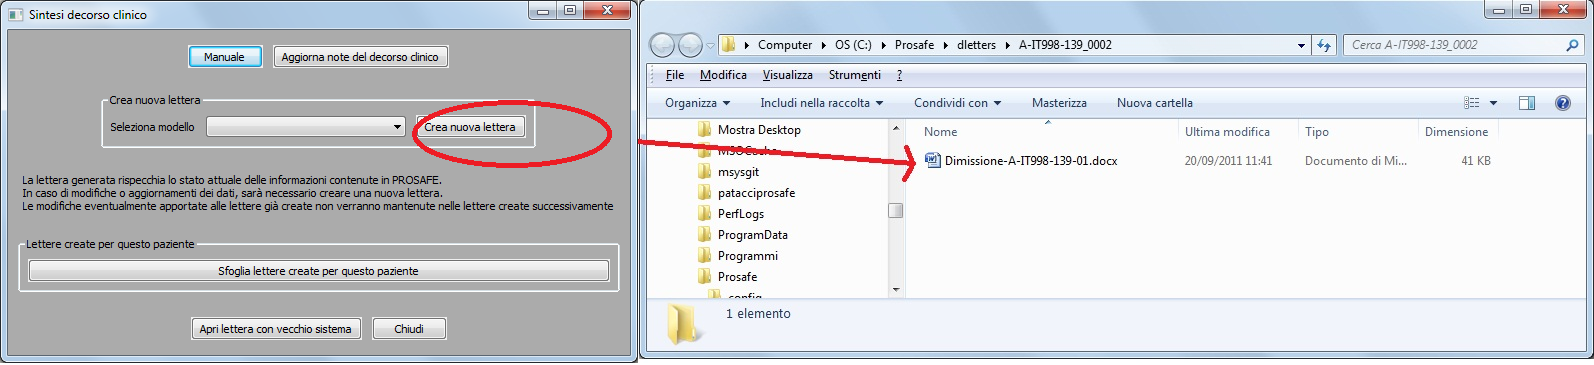 Sintesi decorso clinico
Manuale
Aggiorna note del decorso clinico
Crea nuova lettera
Seleziona modello
Crea nuova lettera
La lettera generata rispecchia lo stato attuale delle informazioni contenute in PROSAFE.
In caso di modifiche o aggiornamenti dei dati, sarà necessario creare una nuova lettera.
Le modifiche eventualmente apportate alle lettere già create non verranno mantenute nelle lettere create successivamente
Lettere create per questo paziente
Sfoglia lettere create per questo paziente
Apri lettera con vecchio sistema
Chiudi
Computer
OS (C:)
Prosafe
dletters
A-IT998-139_0002
Cerca A-IT998-139_0002
File
Modifica
Visualizza
Strumenti
?
Organizza
Includi nella raccolta
Condividi con
Masterizza
Nuova cartella
Mostra Desktop
MSOCache
msysgit
patacciprosafe
PerfLogs
ProgramData
Programmi
Prosafe
config
Nome
Ultima modifica
Tipo
Dimensione
Dimissione-A-IT998-139-01.docx
20/09/2011 11:41
Documento di Mi...
41 KB
1 elemento